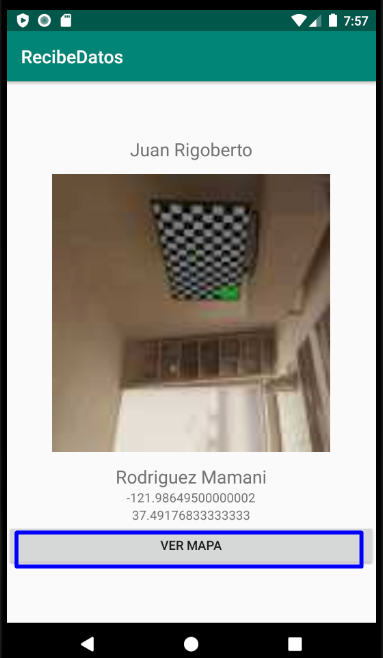 7:57
RecibeDatos
Juan Rigoberto
Rodriguez Mamani
-121.98649500000002
37.49176833333333
VER MAPA